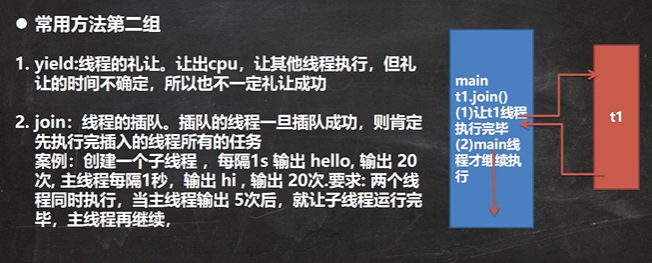 ● 常用方法第二组
1. yield:线程的礼让。让出cpu，让其他线程执行，但礼
让的时间不确定，所以也不一定礼让成功
2. join：线程的插队。插队的线程一旦插队成功，则肯定
先执行完插入的线程所有的任务
案例：创建一个子线程 ，每隔1s 输出 hello, 输出 20
次, 主线程每隔1秒，输出 hi , 输出 20次.要求: 两个线
程同时执行，当主线程输出 5次后，就让子线程运行完
毕，主线程再继续，
main
t1.join()
(1)让t1线程
执行完毕
(2)main线
程才继续执
行
t1